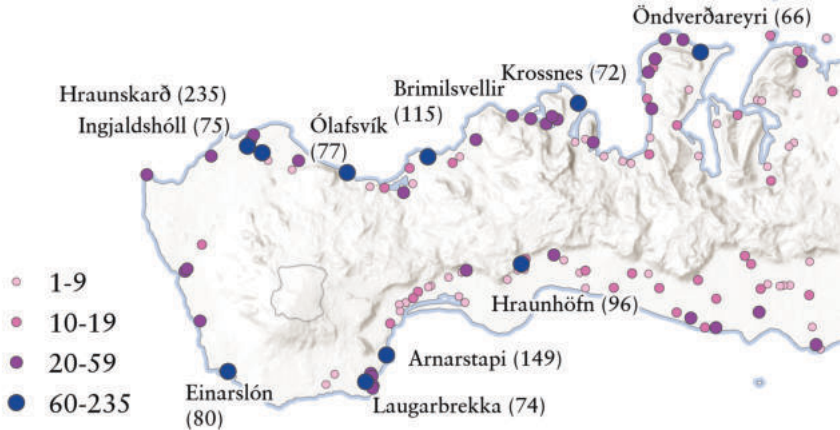 Öndverðareyri (66)
Krossnes (72)
Brimilsvellir
(115)
Hraunskarð (235)
Ingjaldshóll (75)
Ólafsvík
(77)
1-9
10-19
20-59
60-235
Hraunhöfn (96)
Arnarstapi (149)
Einarslón
(80)
Laugarbrekka (74)